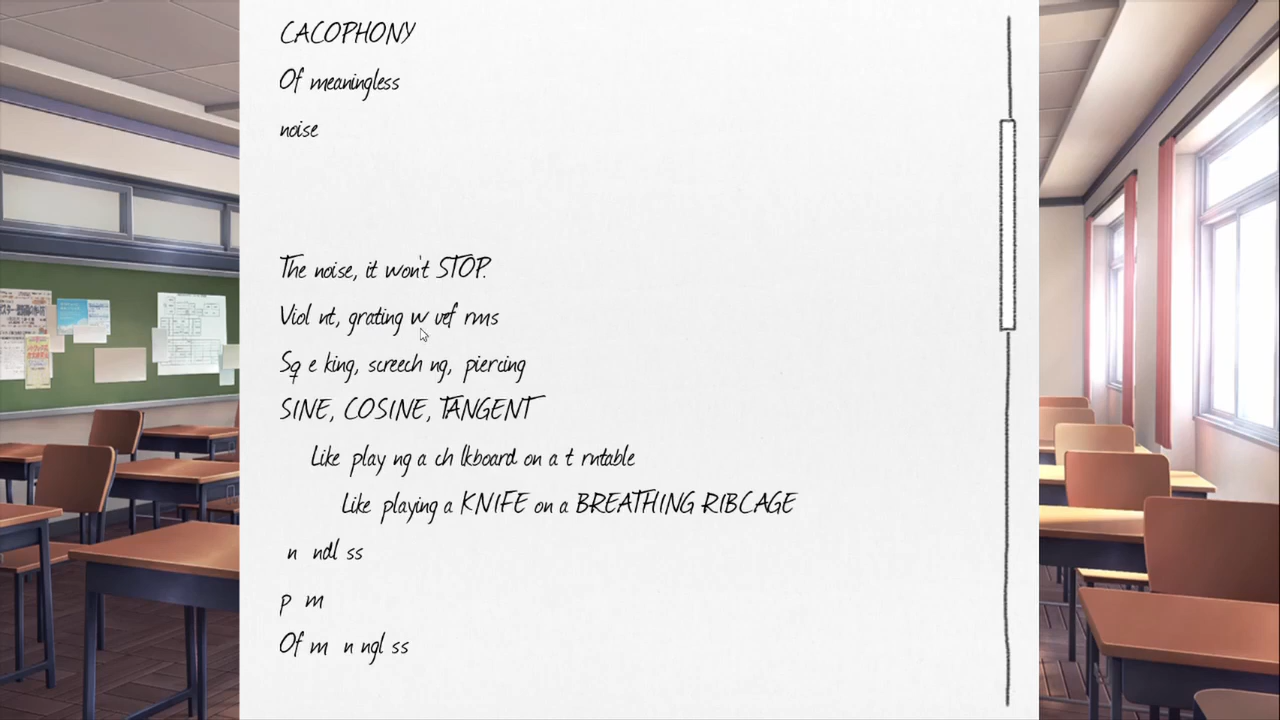 CACOPHONY
Of meaningless
noise
The noise, it won't STOP.
Viol nt, grating w vef rms
Sq e king, screech ng, piercing
SINE, COSINE, TANGENT
Like play ng a ch lkboard on a t rntable
Like playing a KNIFE on a BREATHING RIBCAGE
n ndl ss
p m
Of m n ngl ss